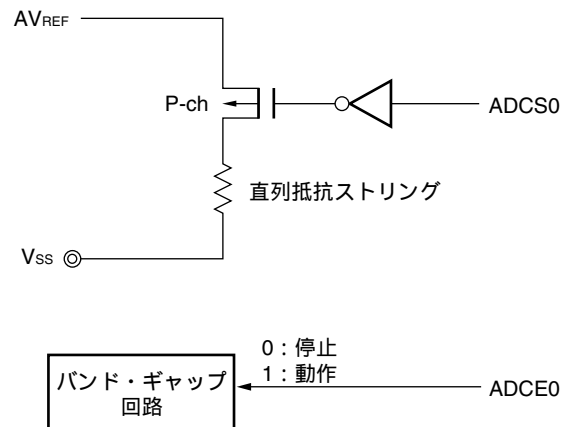 AVREF
P-ch
ADCS0
直列抵抗ストリング
VSS
0：停止
1：動作
バンド・ギャップ
回路
ADCE0